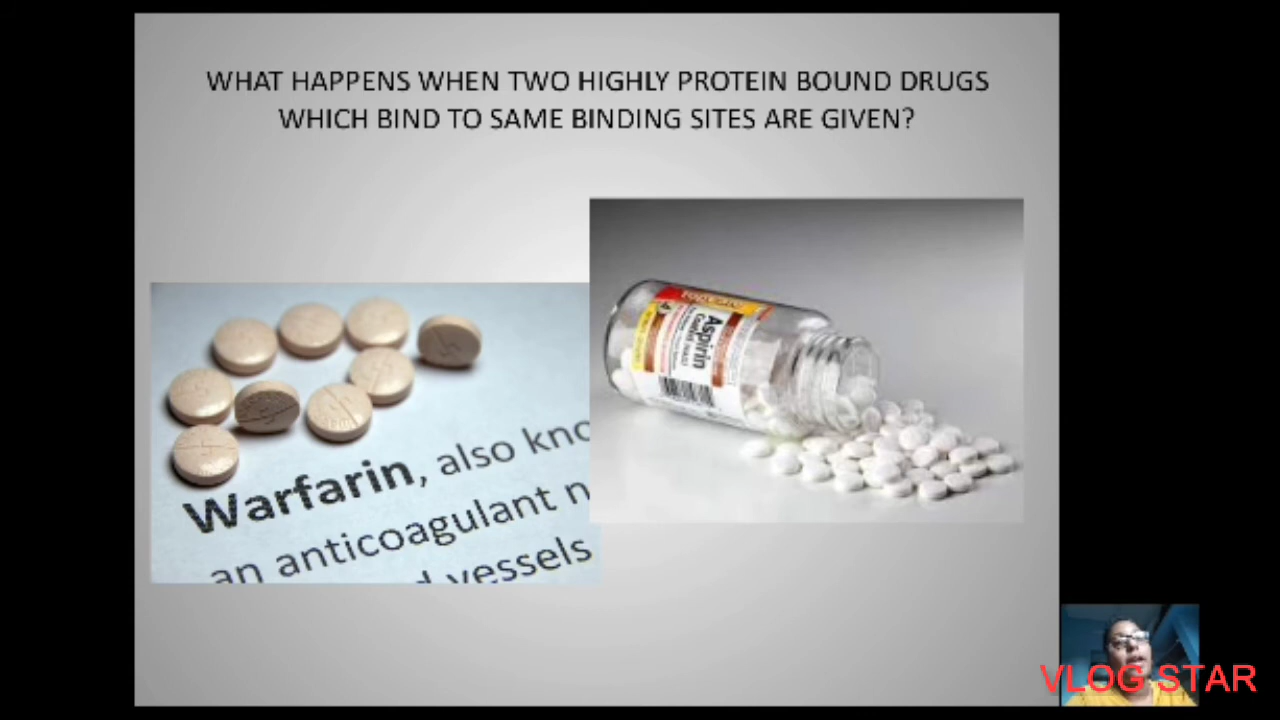 WHAT HAPPENS WHEN TWO HIGHLY PROTEIN BOUND DRUGS
WHICH BIND TO SAME BINDING SITES ARE GIVEN?
Aspirin
Warfarin, also kno
an anticoagulant n
d vessels
VLOG STAR